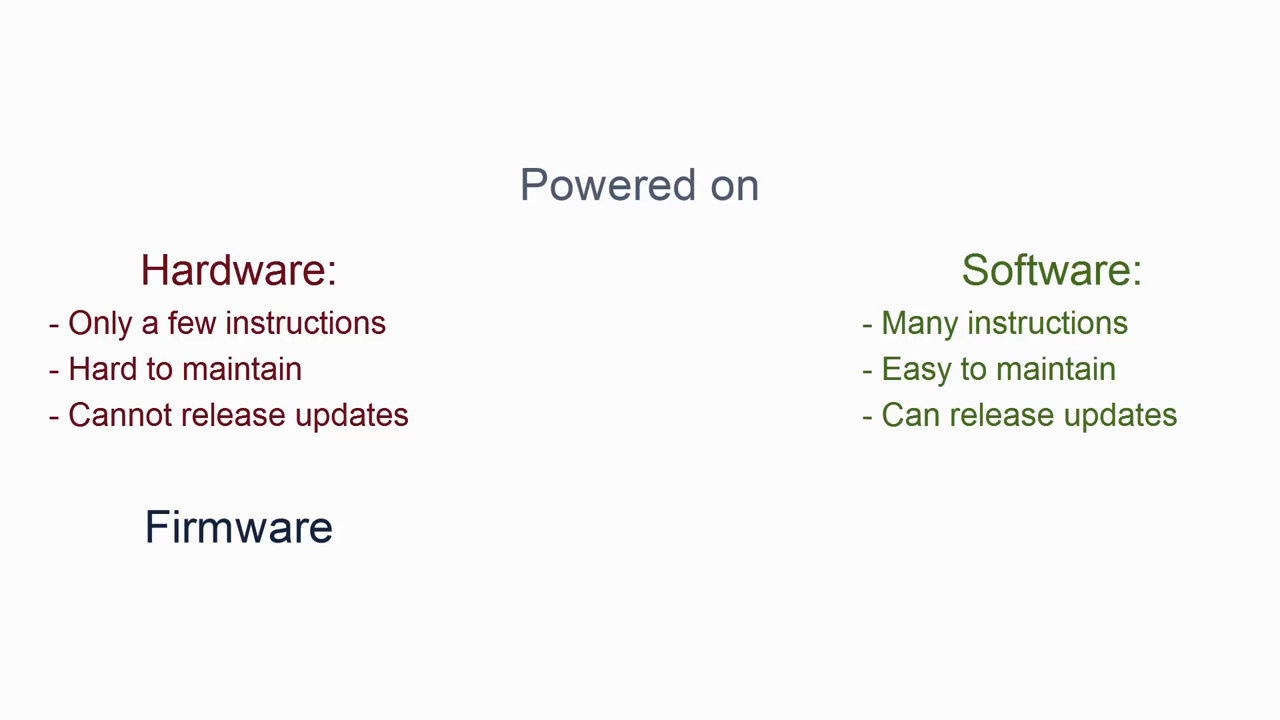 Powered on
Hardware:
- Only a few instructions
- Hard to maintain
- Cannot release updates
Software:
- Many instructions
- Easy to maintain
- Can release updates
Firmware